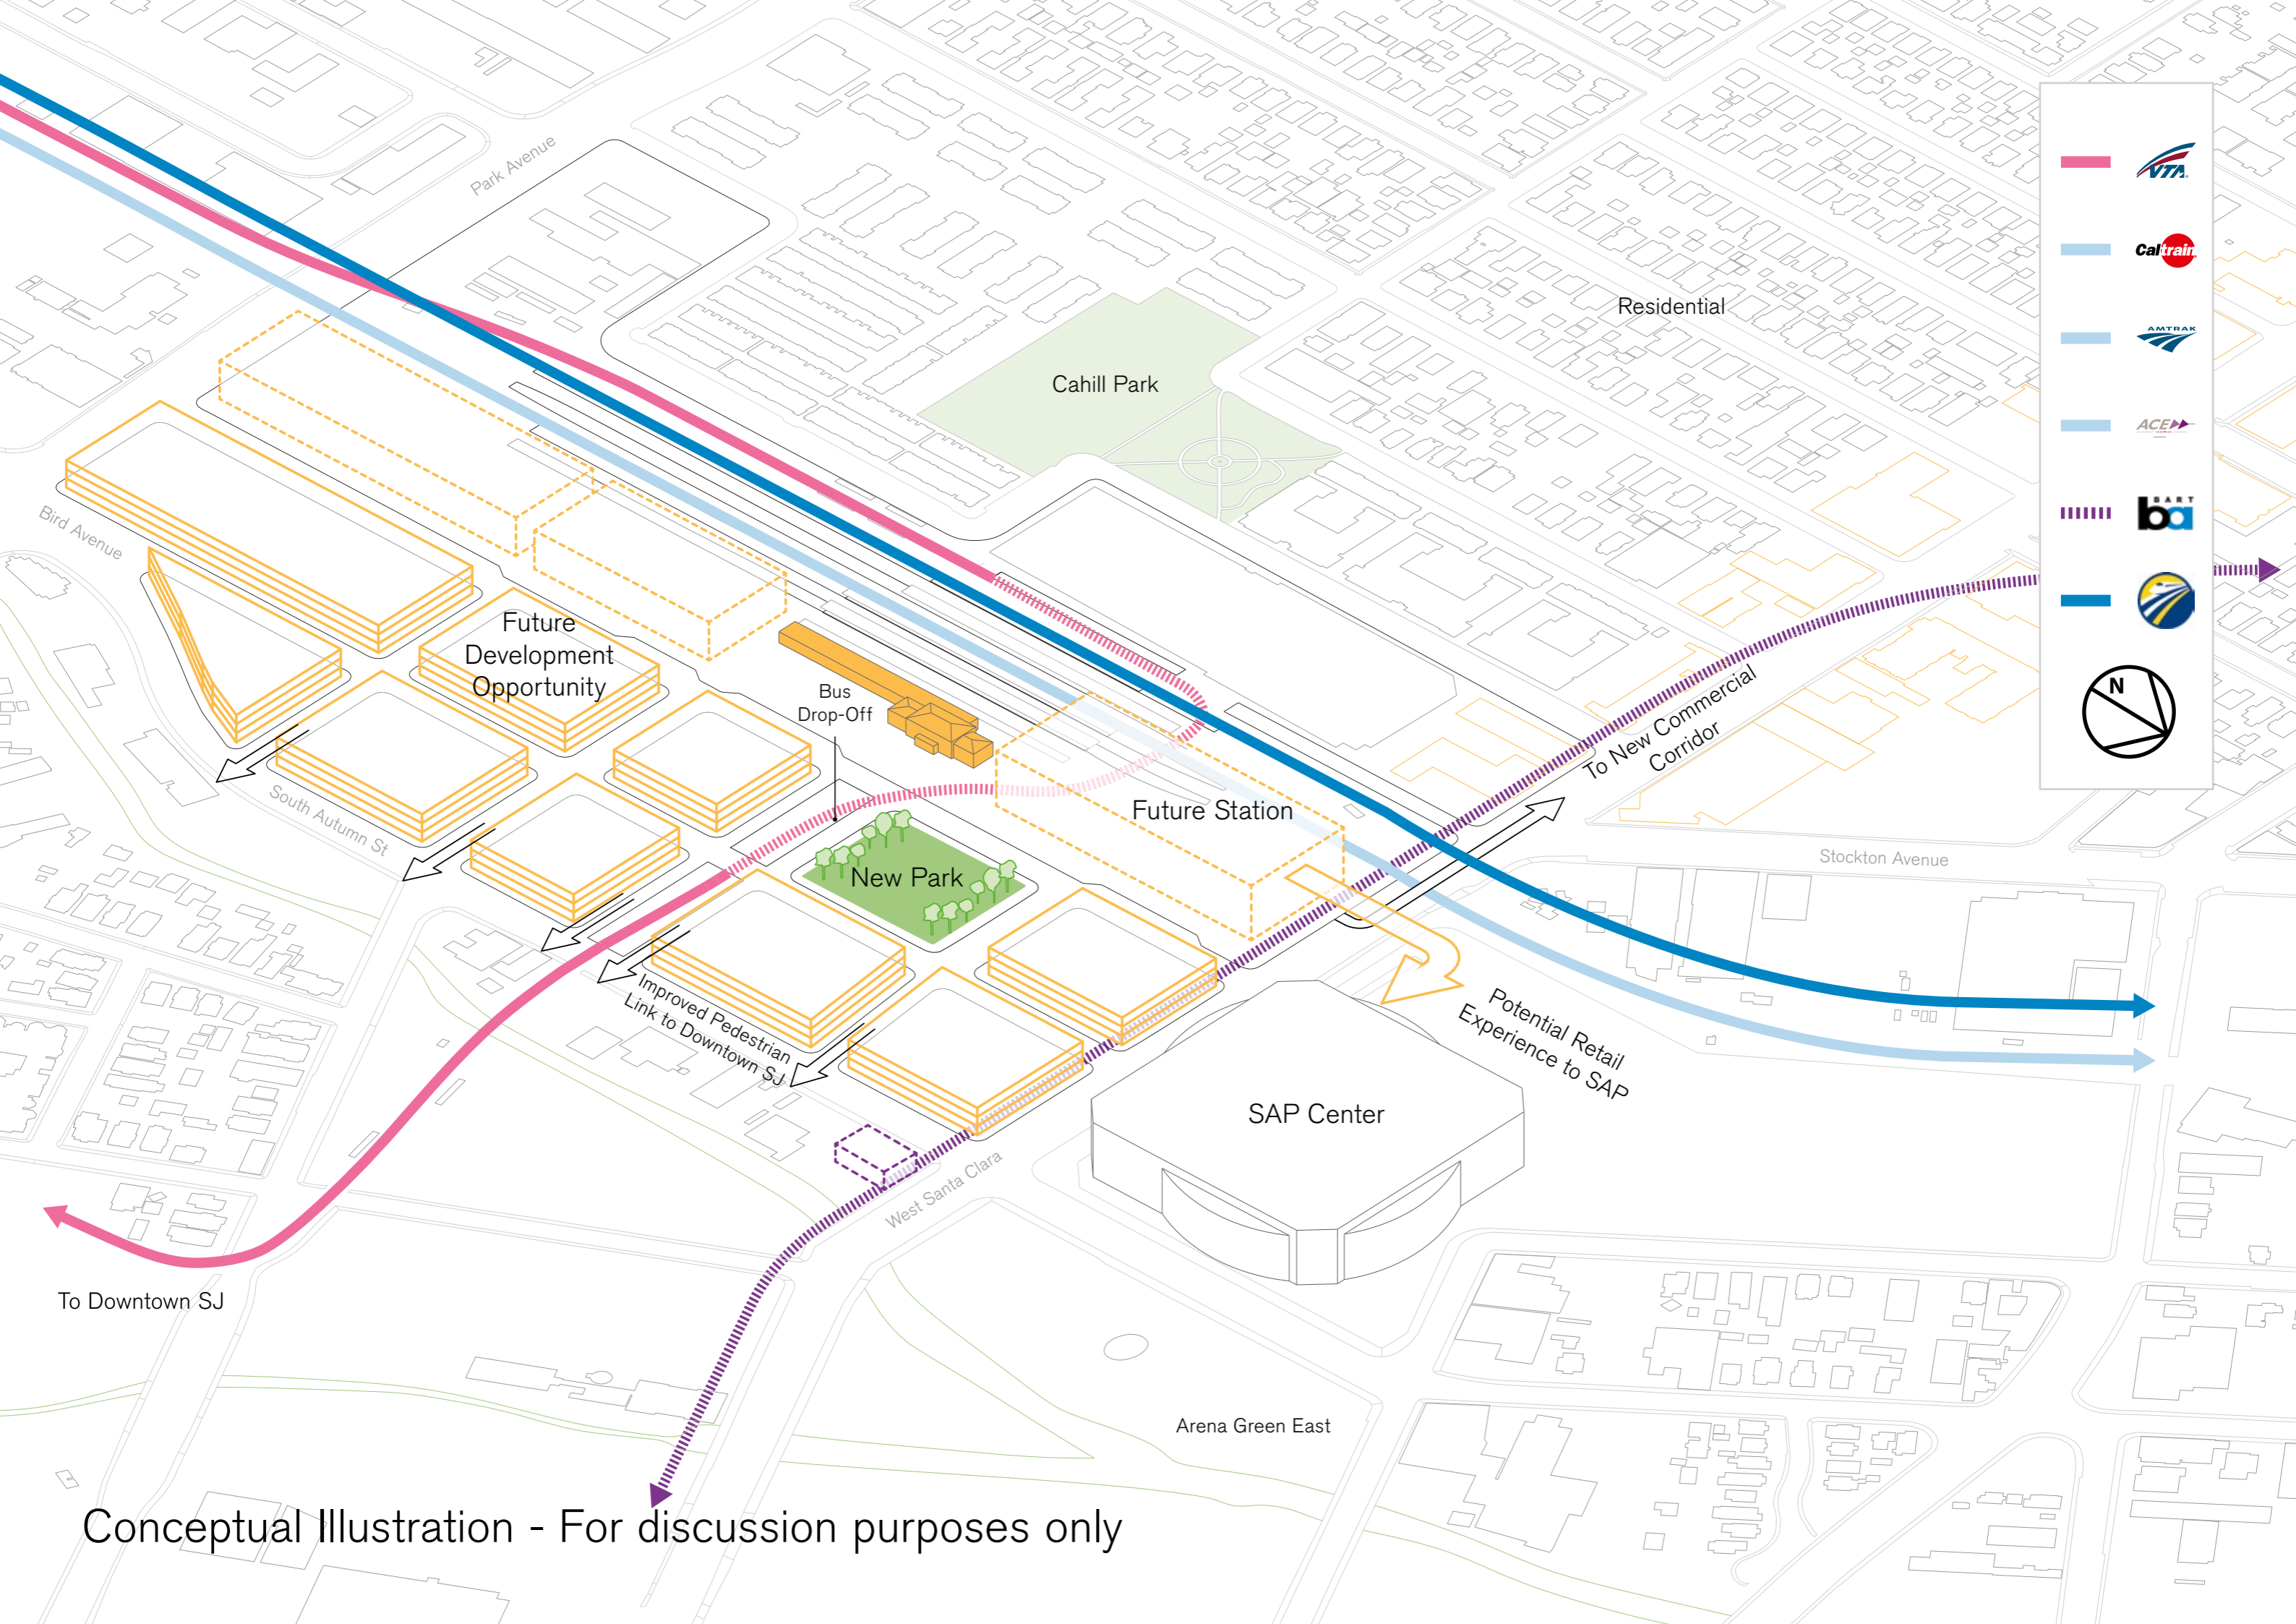 Park Avenue
Residential
Cahill Park
VTA
Caltrain
AMTRAK
ACE
BART
ba
N
Bird Avenue
Future
Development
Opportunity
Bus
Drop-Off
To New Commercial
Corridor
Future Station
South Autumn St
Stockton Avenue
New Park
Improved Pedestrian
Link to Downtown SJ
Potential Retail
Experience to SAP
SAP Center
West Santa Clara
To Downtown SJ
Arena Green East
Conceptual Illustration - For discussion purposes only